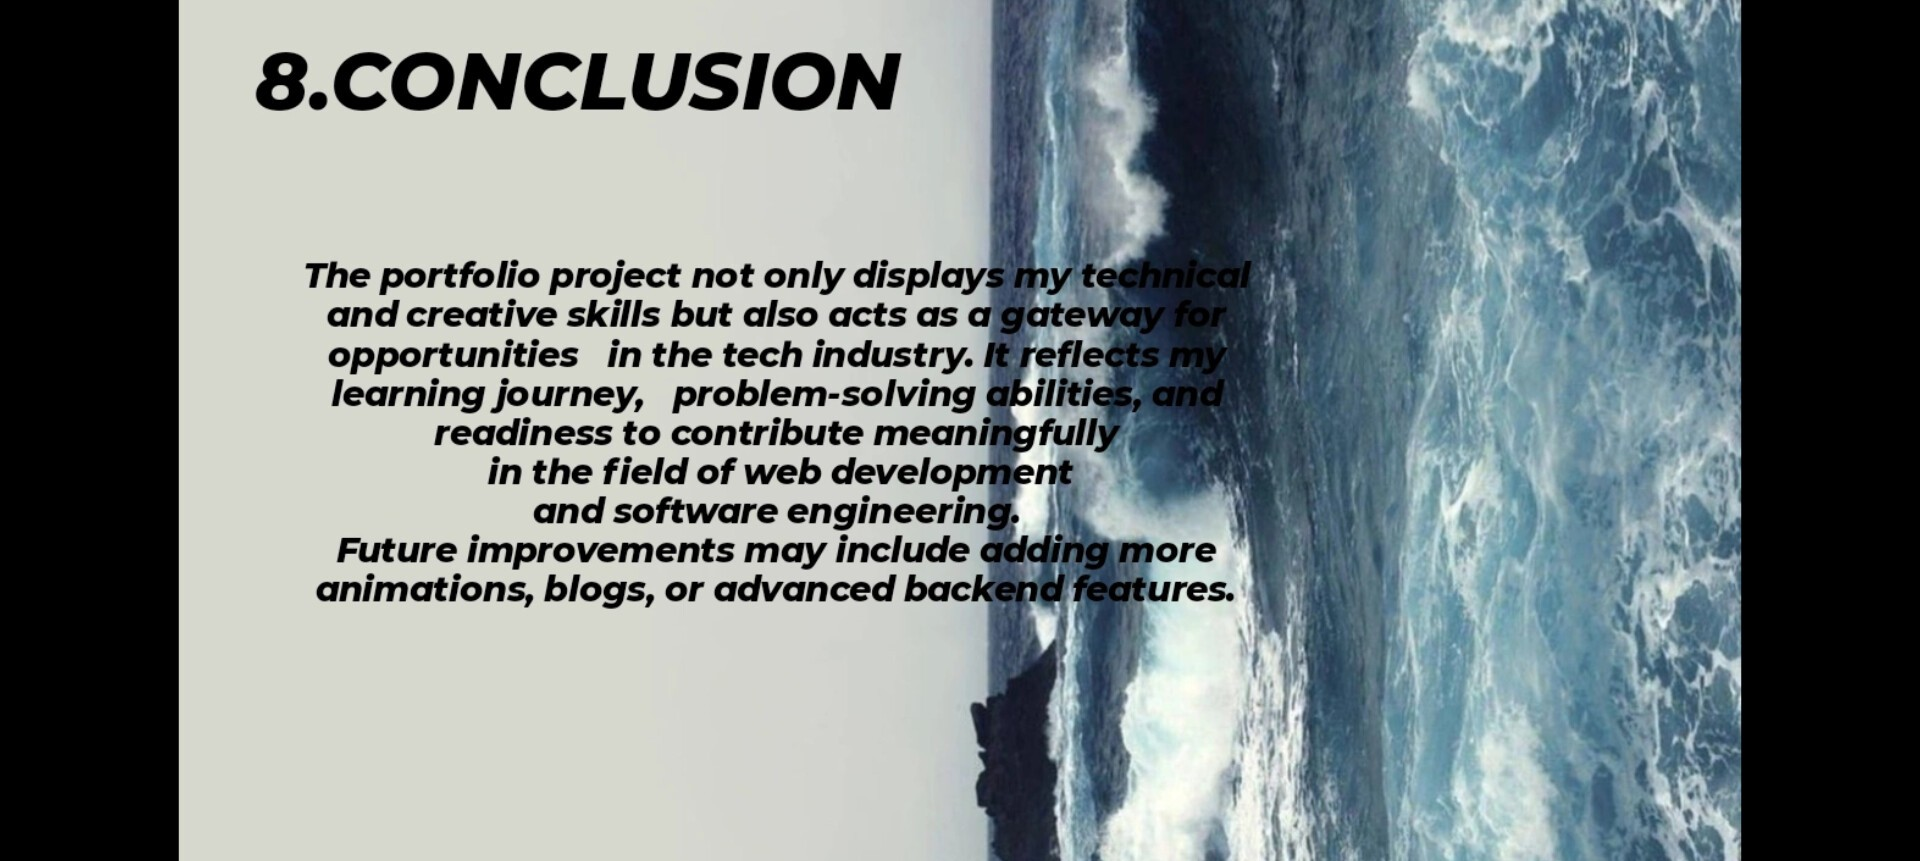 8.CONCLUSION
The portfolio project not only displays my technical
and creative skills but also acts as a gateway for
opportunities   in the tech industry. It reflects my
learning journey,   problem-solving abilities, and
readiness to contribute meaningfully
in the field of web development
and software engineering.
Future improvements may include adding more
animations, blogs, or advanced backend features.